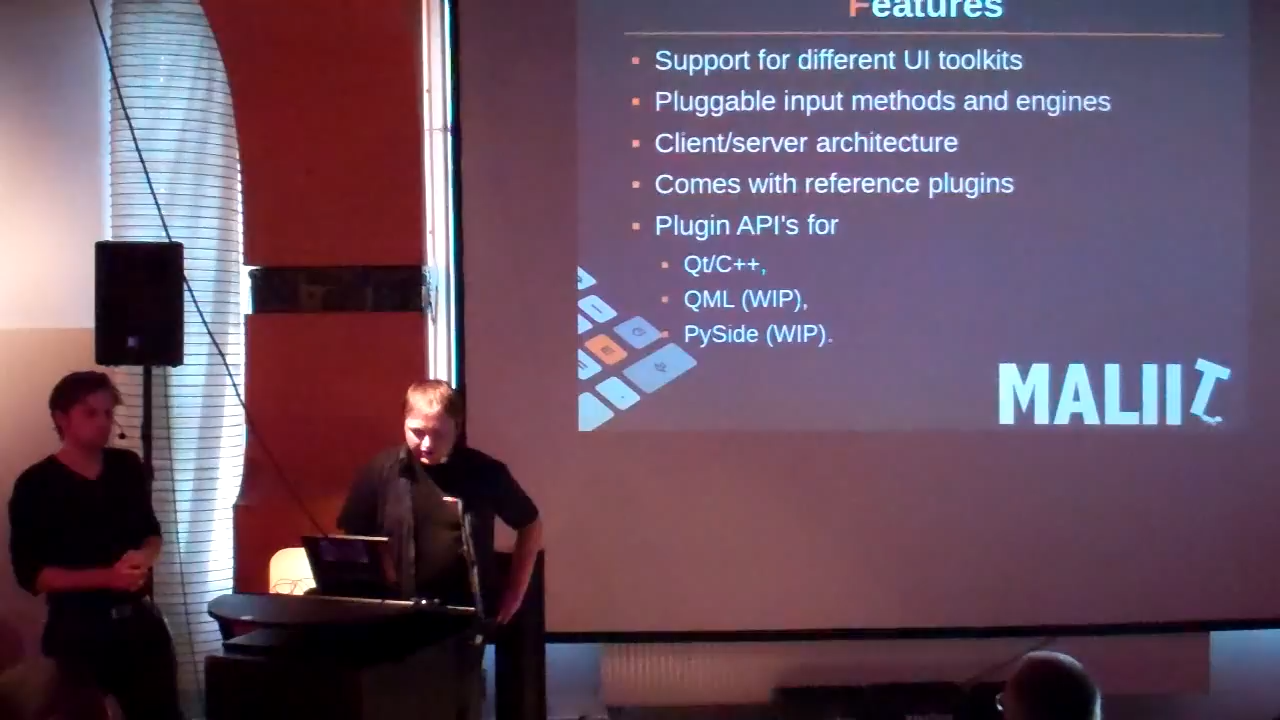 Features
Support for different UI toolkits
Pluggable input methods and engines
Client/server architecture
Comes with reference plugins
Plugin API's for
Qt/C++,
QML (WIP),
PySide (WIP).
MALIIT